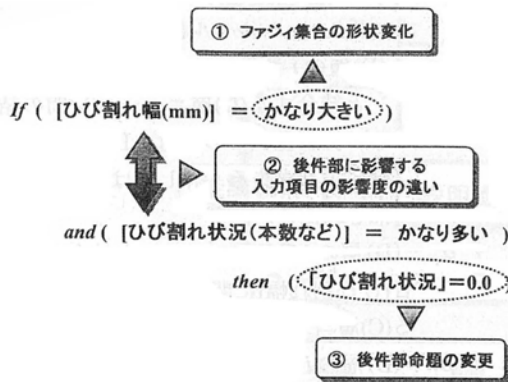 ① ファジィ集合の形状変化
If ( [ひび割れ幅(mm)] = かなり大きい )
② 後件部に影響する
入力項目の影響度の違い
and ( [ひび割れ状況(本数など)] = かなり多い )
then (「ひび割れ状況」=0.0 )
③ 後件部命題の変更